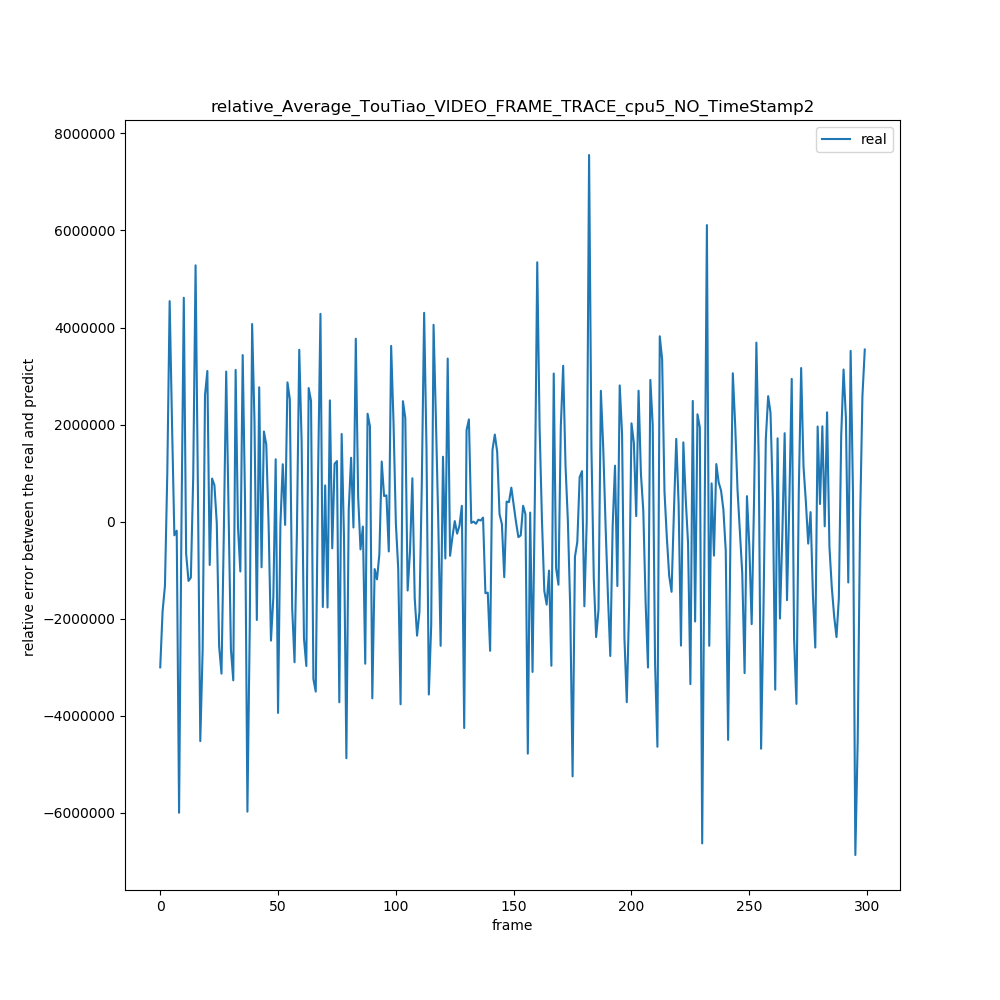 relative_Average_TouTiao_VIDEO_FRAME_TRACE_cpu5_NO_TimeStamp2
real
8000000
6000000
4000000
2000000
0
−2000000
−4000000
−6000000
relative error between the real and predict
0 50 100 150 200 250 300
frame